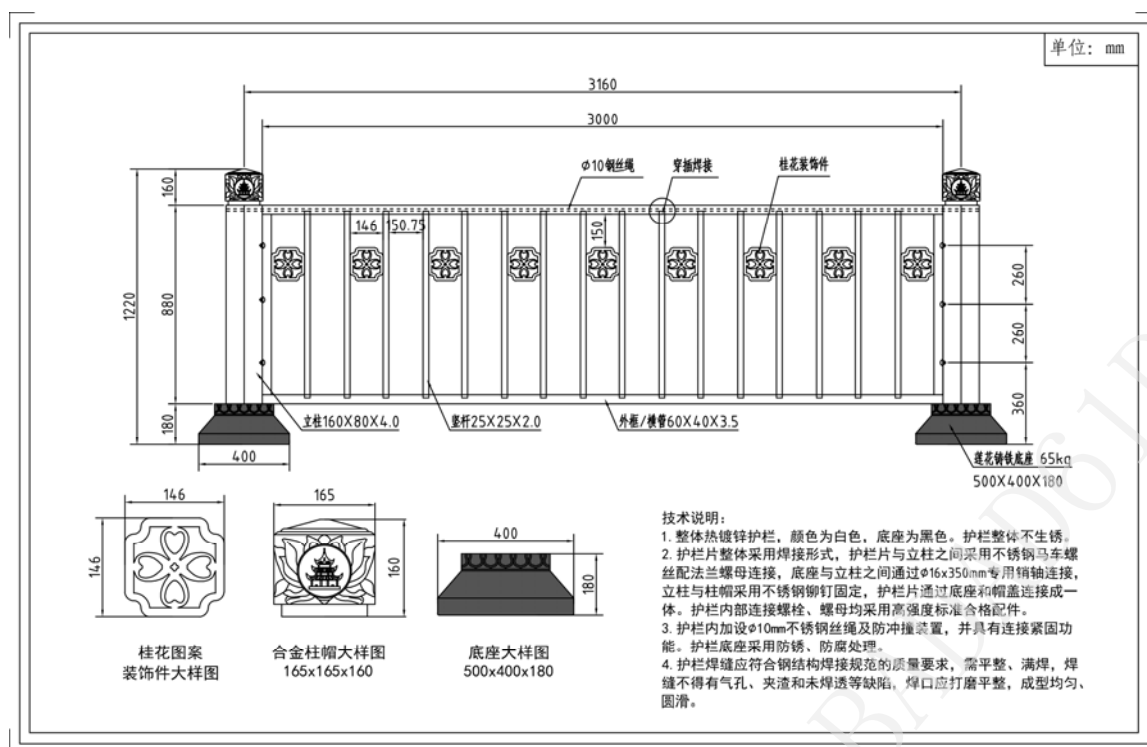 单位: mm
3160
3000
φ10钢丝绳
穿插焊接
桂花装饰件
160
146
150.75
150
1220
880
260
260
360
180
立柱160X80X4.0
竖杆25X25X2.0
外框/横管60X40X3.5
400
莲花铸铁底座 65kg
500X400X180
146
146
桂花图案
装饰件大样图
165
160
合金柱帽大样图
165x165x160
400
180
底座大样图
500x400x180
技术说明:
1. 整体热镀锌护栏，颜色为白色，底座为黑色。护栏整体不生锈。
2. 护栏片整体采用焊接形式，护栏片与立柱之间采用不锈钢马车螺
丝配法兰螺母连接，底座与立柱之间通过φ16x350mm专用销轴连接，
立柱与柱帽采用不锈钢铆钉固定，护栏片通过底座和帽盖连接成一
体。护栏内部连接螺栓、螺母均采用高强度标准合格配件。
3. 护栏内加设φ10mm不锈钢丝绳及防冲撞装置，并具有连接紧固功
能。护栏底座采用防锈、防腐处理。
4. 护栏焊缝应符合钢结构焊接规范的质量要求，需平整、满焊，焊
缝不得有气孔、夹渣和未焊透等缺陷，焊口应打磨平整，成型均匀、
圆滑。